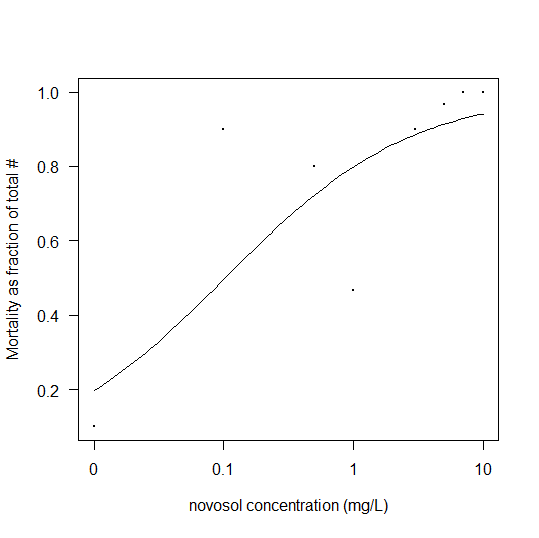 Mortality as fraction of total #
1.0
0.8
0.6
0.4
0.2
0 0.1 1 10
novosol concentration (mg/L)